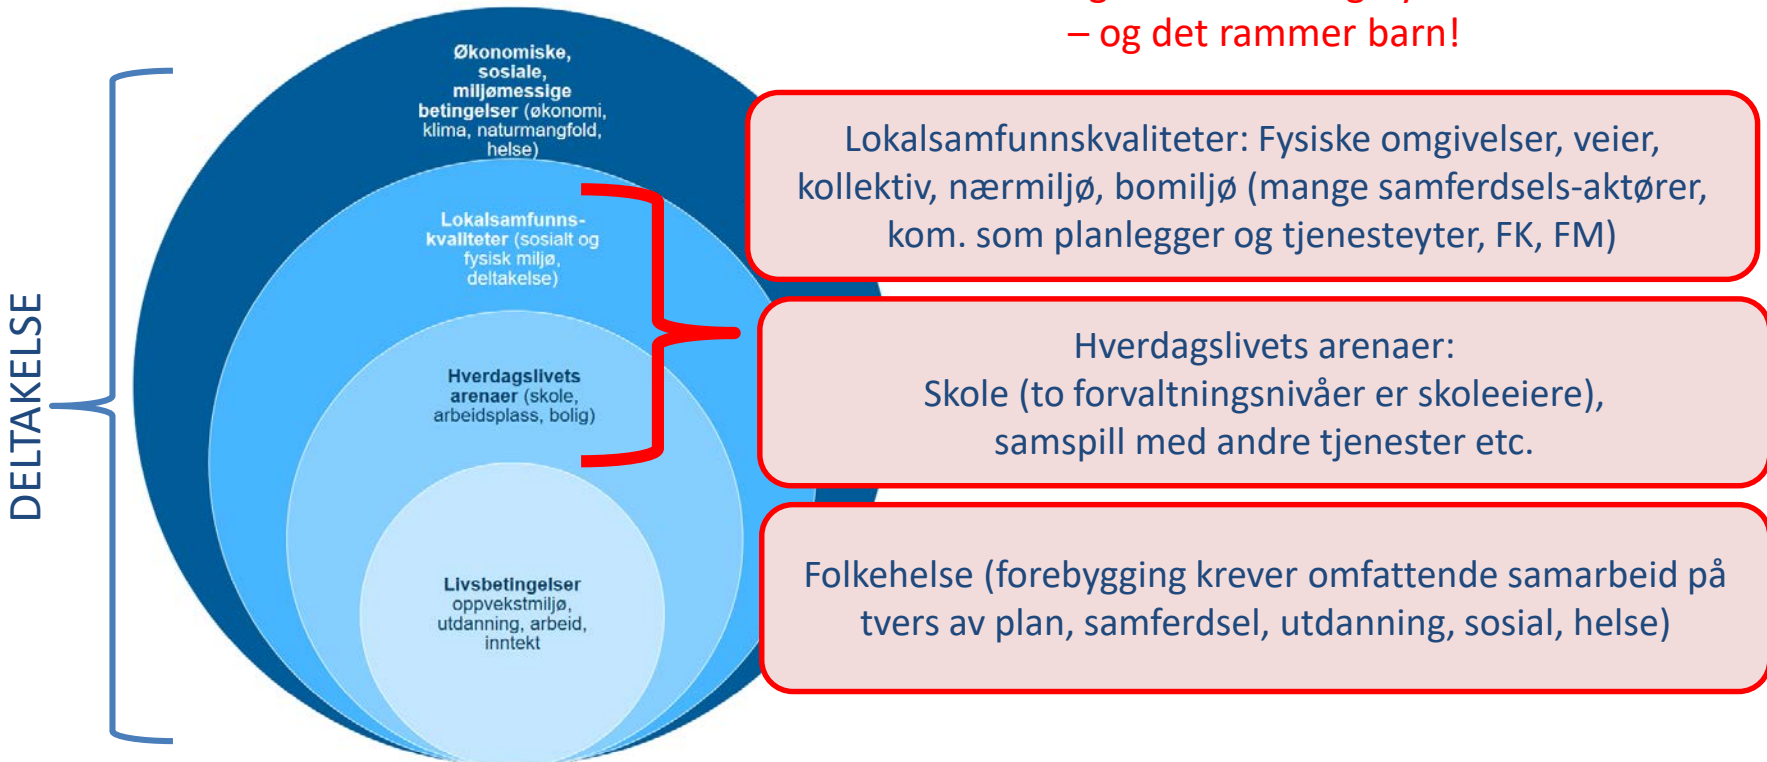 – og det rammer barn!
DELTAKELSE
Økonomiske,
sosiale,
miljømessige
betingelser (økonomi,
klima, naturmangfold,
helse)
Lokalsamfunns-
kvaliteter (sosialt og
fysisk miljø,
deltakelse)
Hverdagslivets
arenaer (skole,
arbeidsplass, bolig)
Livsbetingelser
oppvekstmiljø,
utdanning, arbeid,
inntekt
Lokalsamfunnskvaliteter: Fysiske omgivelser, veier,
kollektiv, nærmiljø, bomiljø (mange samferdsels-aktører,
kom. som planlegger og tjenesteyter, FK, FM)
Hverdagslivets arenaer:
Skole (to forvaltningsnivåer er skoleeiere),
samspill med andre tjenester etc.
Folkehelse (forebygging krever omfattende samarbeid på
tvers av plan, samferdsel, utdanning, sosial, helse)